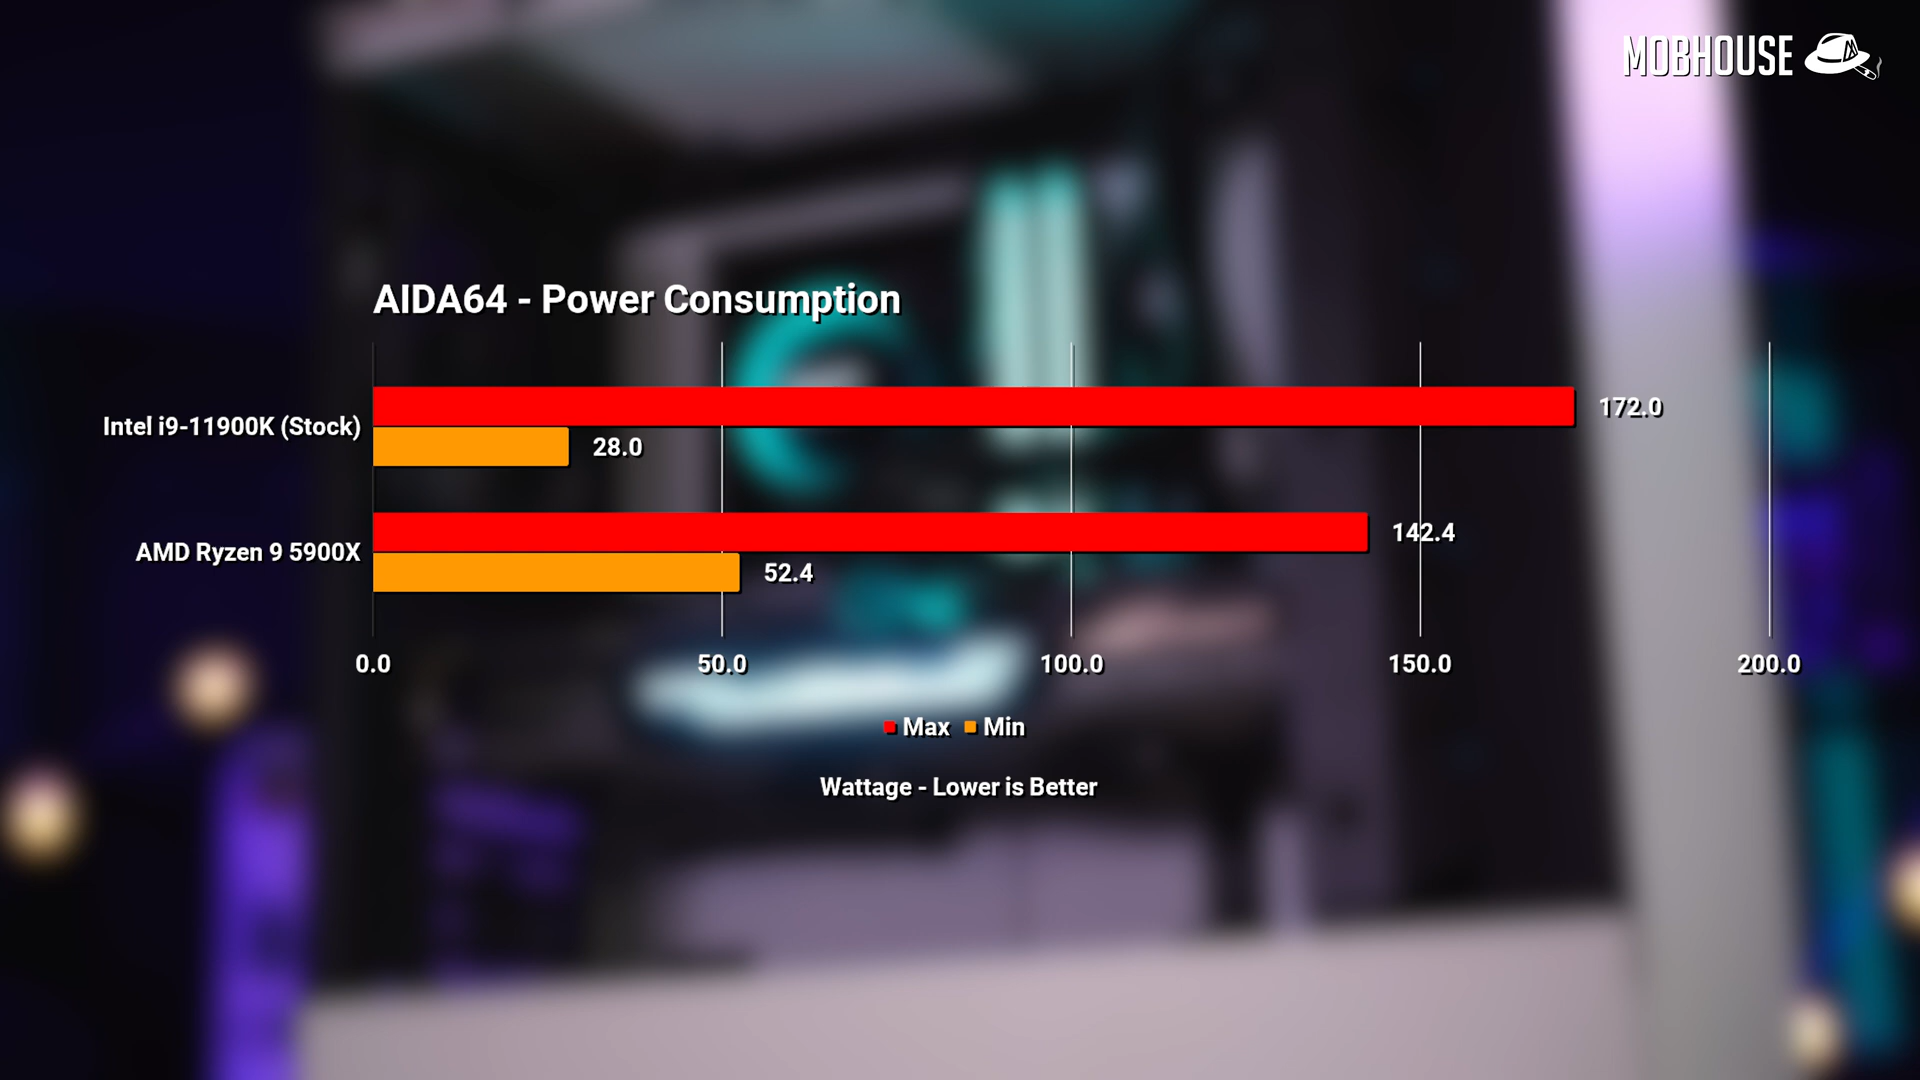 MOBHOUSE
AIDA64 - Power Consumption
Intel i9-11900K (Stock)
172.0
28.0
AMD Ryzen 9 5900X
142.4
52.4
0.0 50.0 100.0 150.0 200.0
Max Min
Wattage - Lower is Better